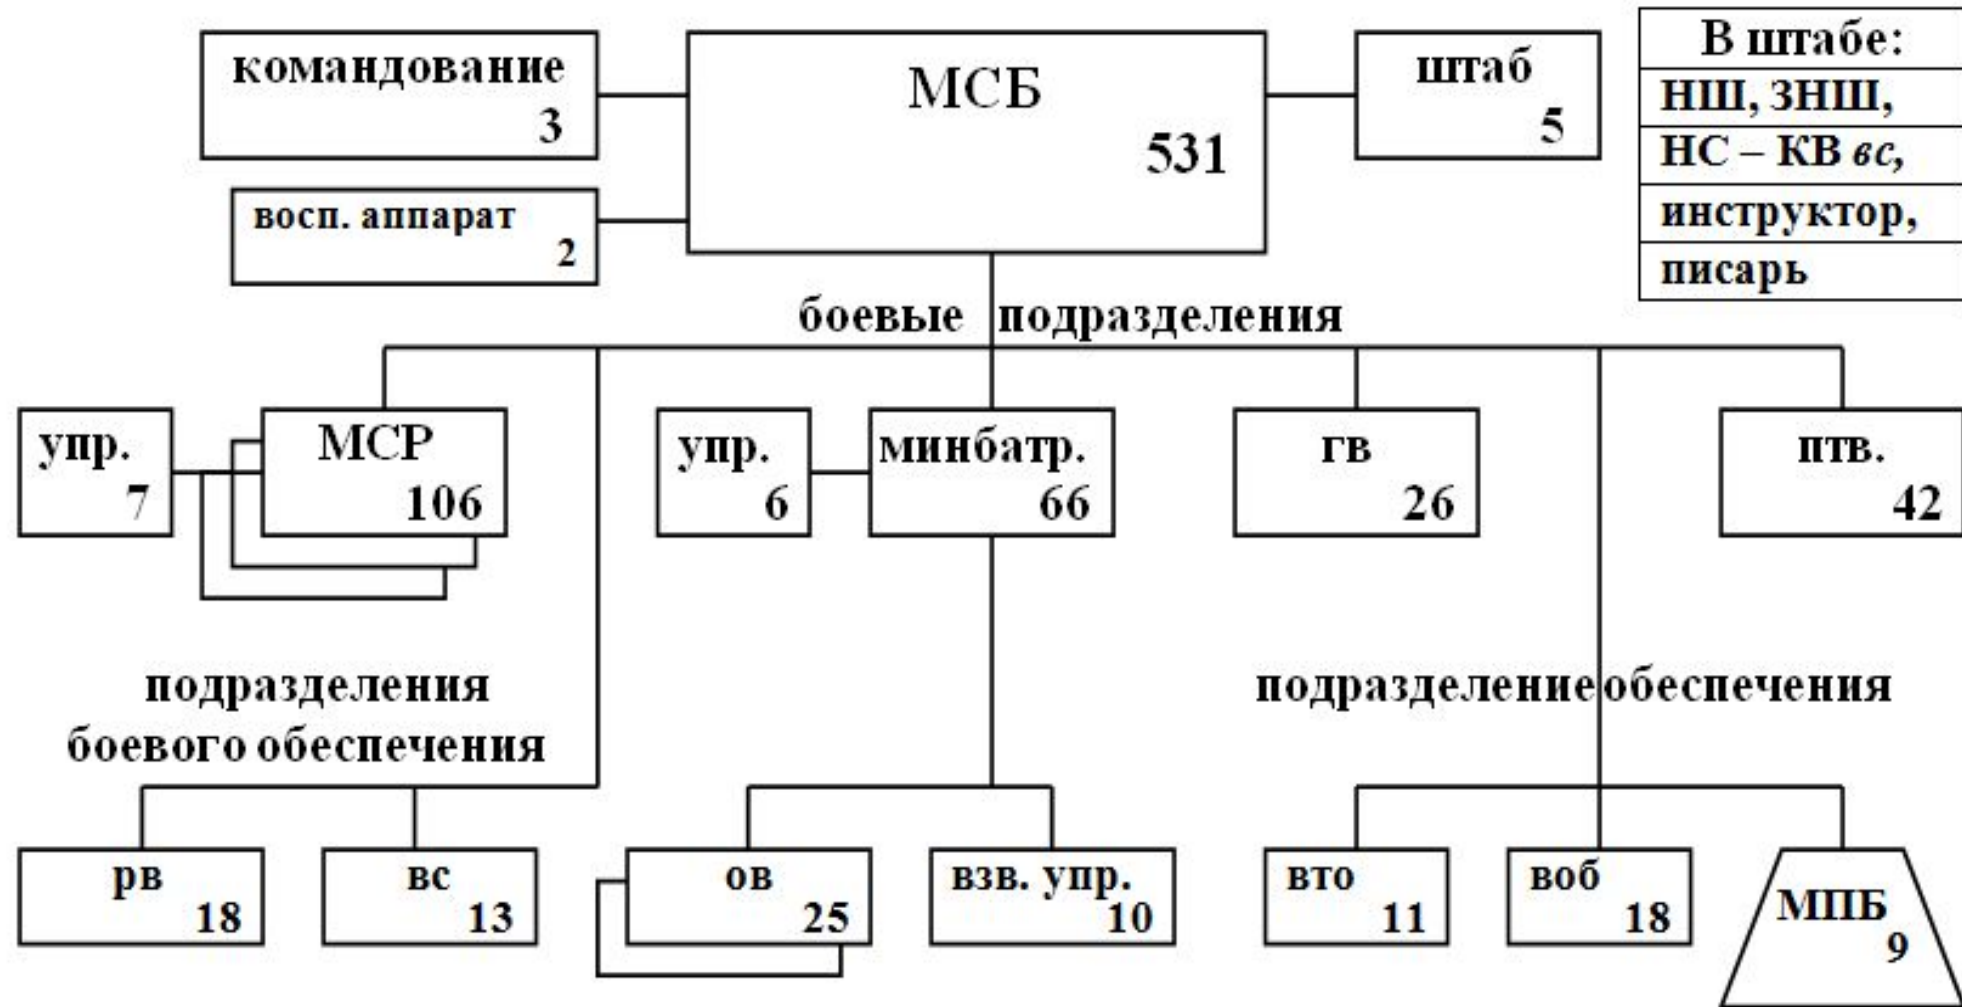 командование
3
МСБ
531
штаб
5
В штабе:
НШ, ЗНШ,
НС – КВ вс,
инструктор,
писарь
восп. аппарат
2
боевые подразделения
упр.
7
МСР
106
упр.
6
минбатр.
66
гв
26
птв.
42
подразделения
боевого обеспечения
подразделение обеспечения
рв
18
вс
13
ов
25
взв. упр.
10
вто
11
воб
18
МПБ
9